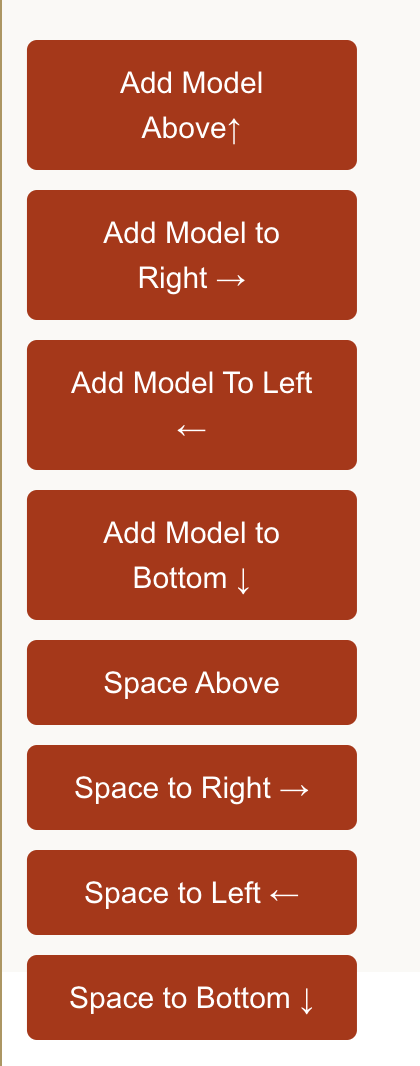 Add Model
Above↑
Add Model to
Right →
Add Model To Left
←
Add Model to
Bottom ↓
Space Above
Space to Right →
Space to Left ←
Space to Bottom ↓